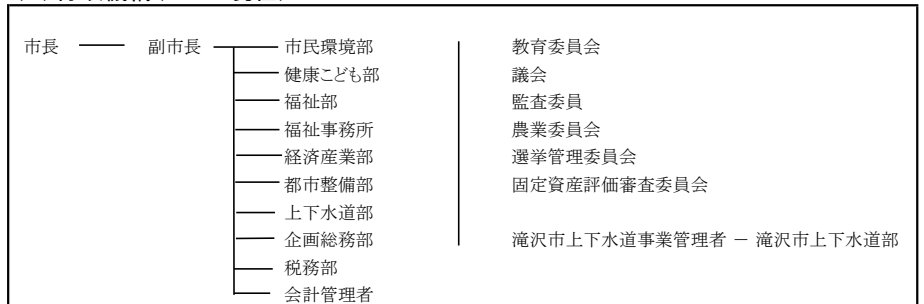 市長 副市長 市民環境部 教育委員会
健康こども部 議会
福祉部 監査委員
福祉事務所 農業委員会
経済産業部 選挙管理委員会
都市整備部 固定資産評価審査委員会
上下水道部
企画総務部 滝沢市上下水道事業管理者 － 滝沢市上下水道部
税務部
会計管理者